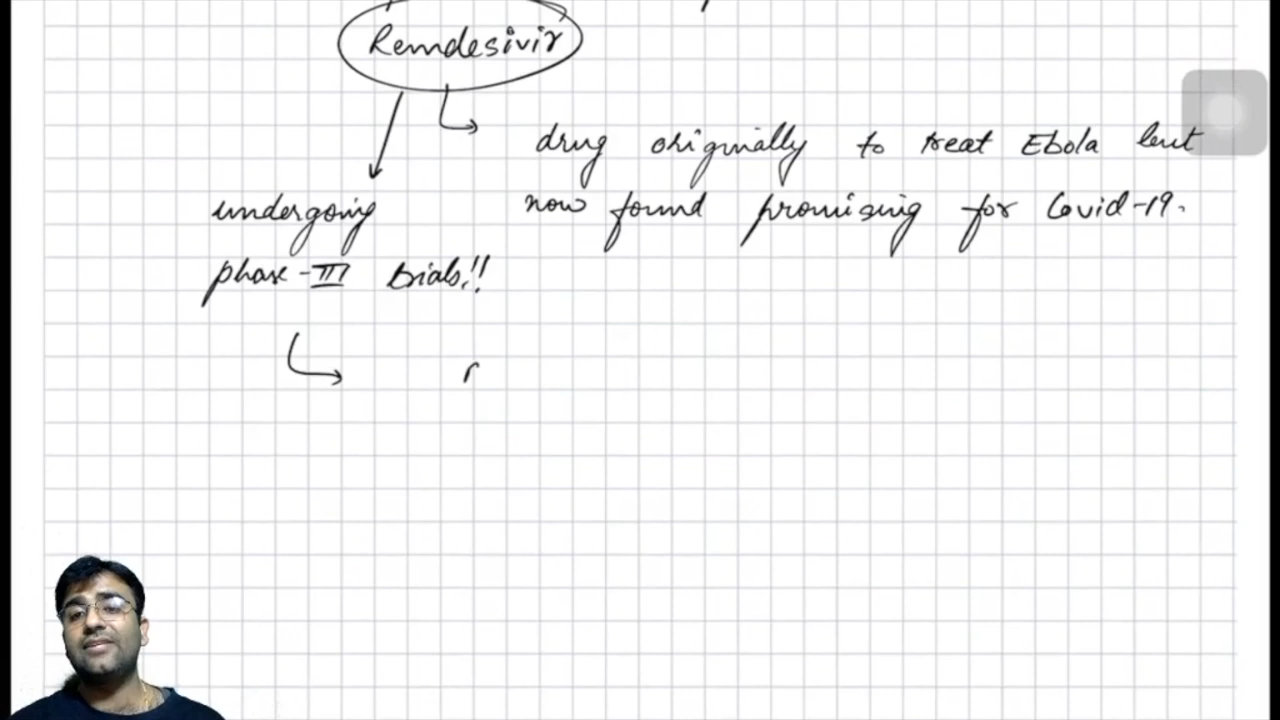 Remdesivir
drug originally to treat Ebola but
now found promising for Covid-19.
undergoing
phase-III trials!!